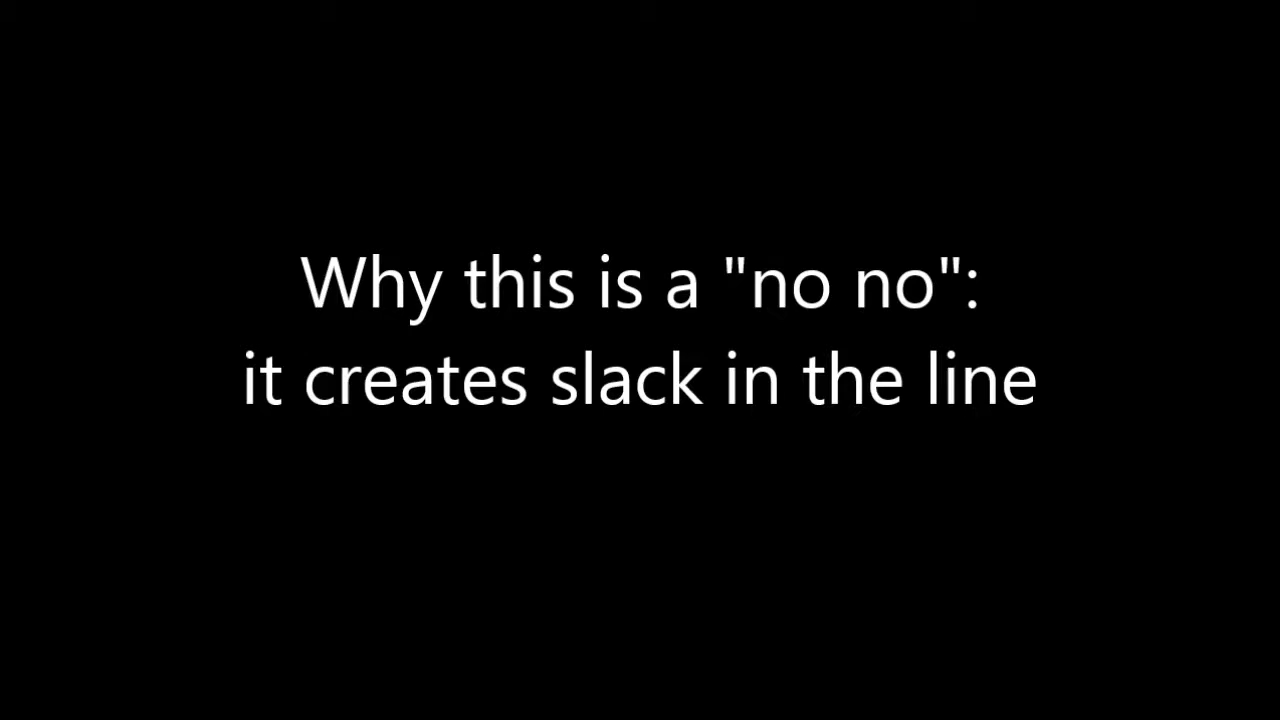 Why this is a "no no":
it creates slack in the line